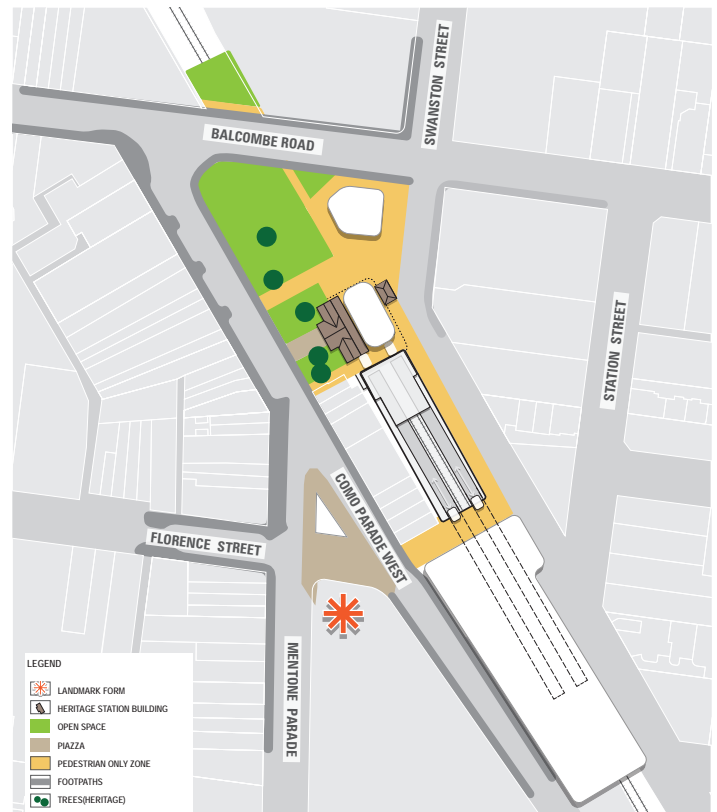 SWANSTON STREET
BALCOMBE ROAD
STATION STREET
COMO PARADE WEST
FLORENCE STREET
MENTONE PARADE
LEGEND
LANDMARK FORM
HERITAGE STATION BUILDING
OPEN SPACE
PIAZZA
PEDESTRIAN ONLY ZONE
FOOTPATHS
TREES(HERITAGE)